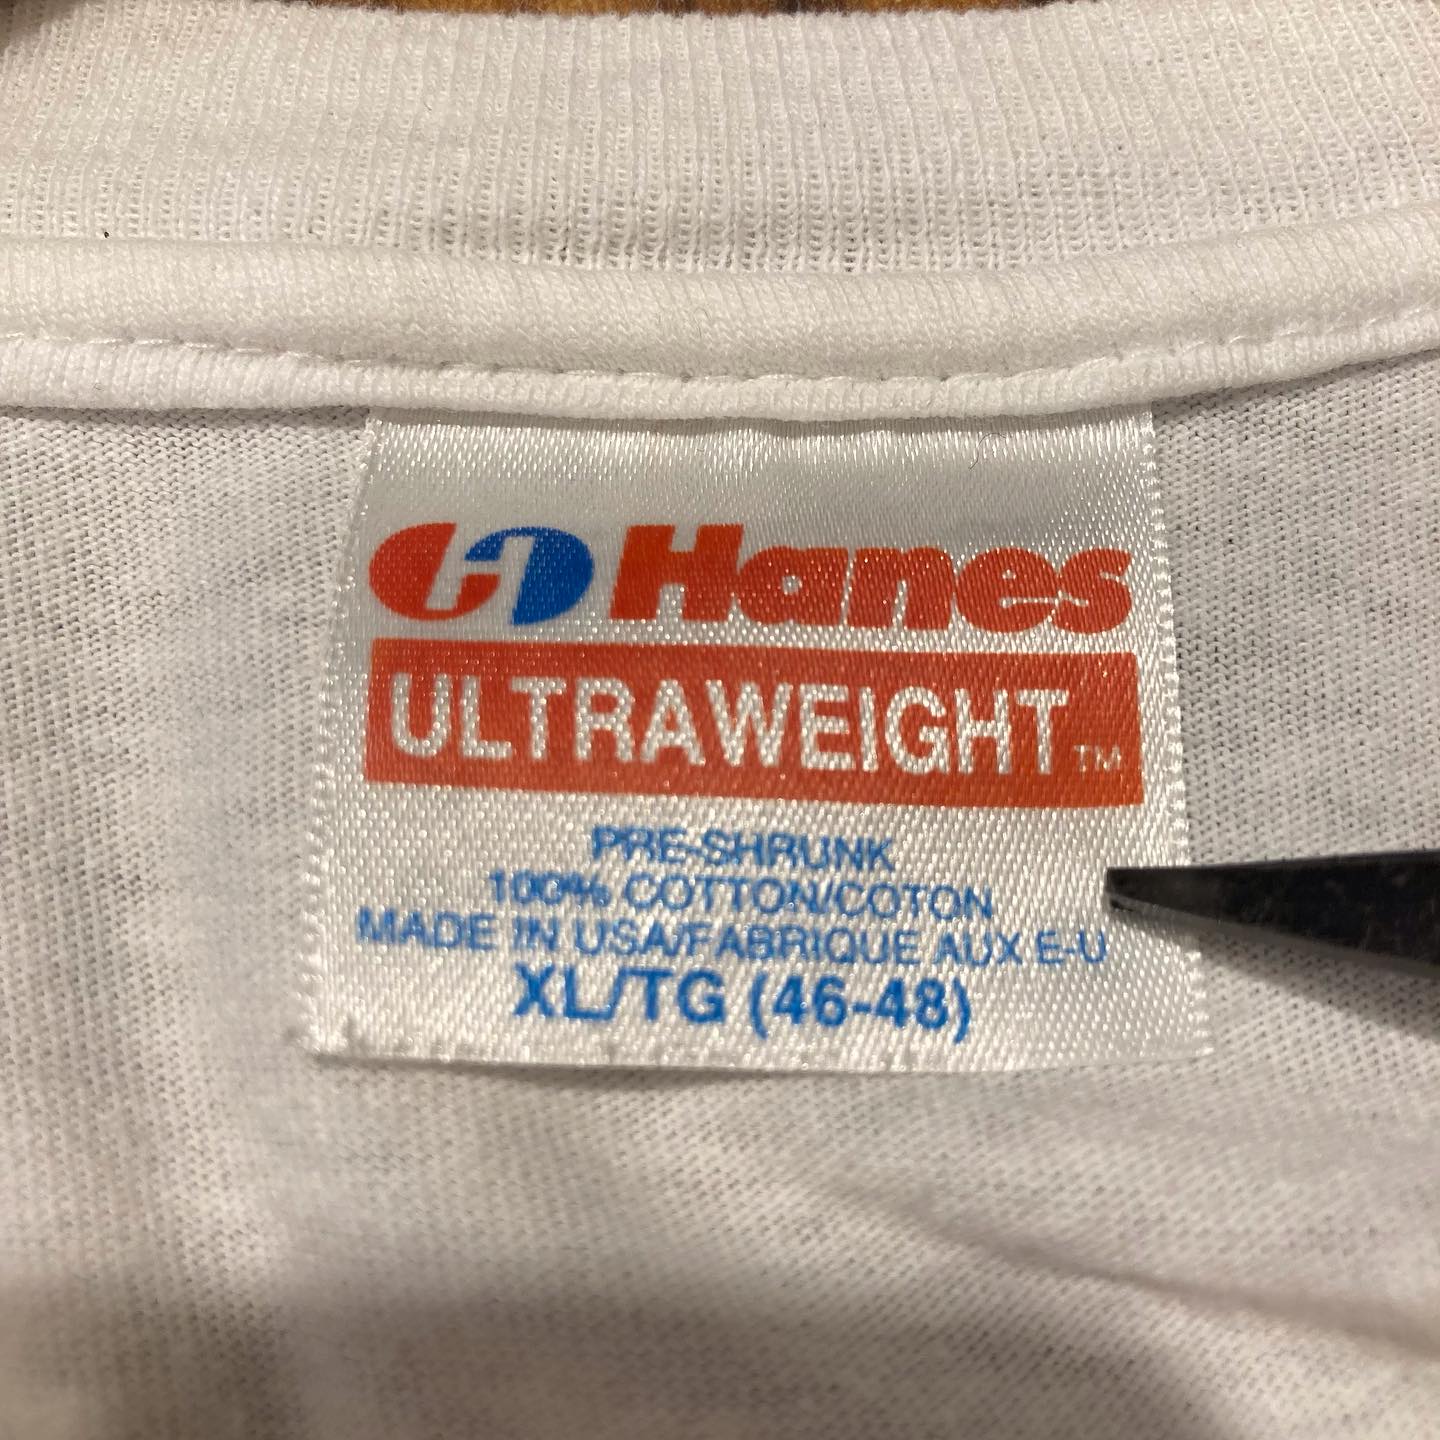 Hanes
ULTRAWEIGHT™
PRE-SHRUNK
100% COTTON/COTON
MADE IN USA/FABRIQUE AUX E-U
XL/TG (46-48)